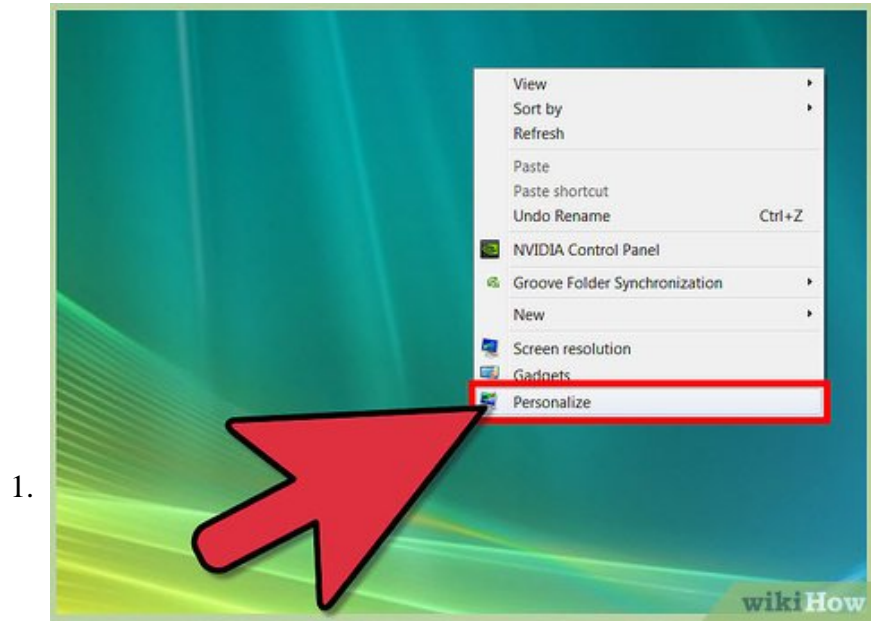 View
Sort by
Refresh
Paste
Paste shortcut
Undo Rename Ctrl+Z
NVIDIA Control Panel
Groove Folder Synchronization
New
Screen resolution
Gadgets
Personalize
1.
wikiHow